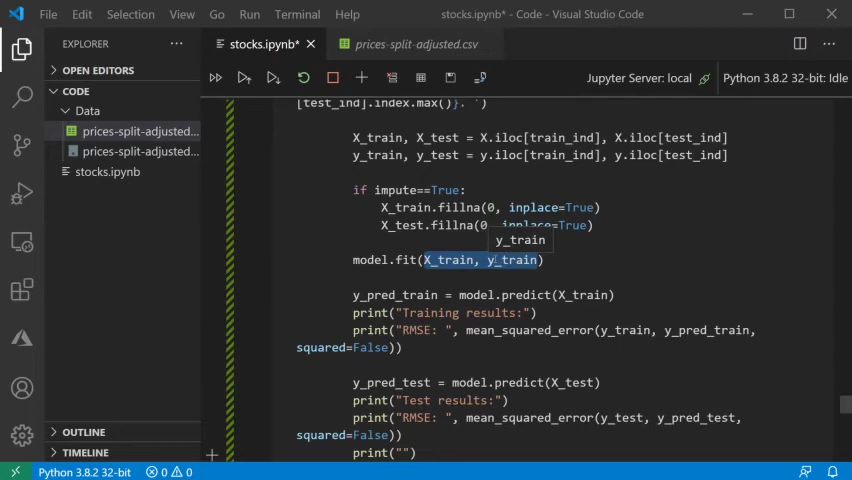 File Edit Selection View Go Run Terminal Help stocks.ipynb* - Code - Visual Studio Code
EXPLORER
OPEN EDITORS
CODE
Data
prices-split-adjusted...
prices-split-adjusted...
stocks.ipynb
OUTLINE
TIMELINE
stocks.ipynb* prices-split-adjusted.csv
Jupyter Server: local Python 3.8.2 32-bit: Idle
[test_ind].index.max()}. ')
X_train, X_test = X.iloc[train_ind], X.iloc[test_ind]
y_train, y_test = y.iloc[train_ind], y.iloc[test_ind]
if impute==True:
X_train.fillna(0, inplace=True)
X_test.fillna(0, inplace=True)
y_train
model.fit(X_train, y_train)
y_pred_train = model.predict(X_train)
print("Training results:")
print("RMSE: ", mean_squared_error(y_train, y_pred_train,
squared=False))
y_pred_test = model.predict(X_test)
print("Test results:")
print("RMSE: ", mean_squared_error(y_test, y_pred_test,
squared=False))
print("")
Python 3.8.2 32-bit 0 0